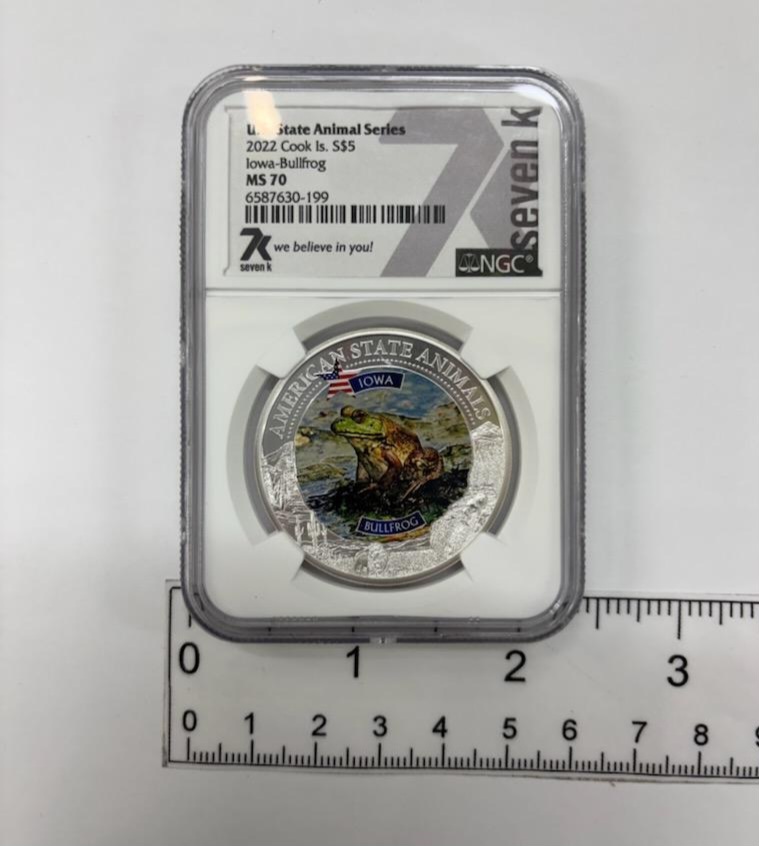 State Animal Series
2022 Cook Is. S$5
Iowa-Bullfrog
MS 70
6587630-199
7K we believe in you!
seven k
7K
seven k
NGC®
AMERICAN STATE ANIMALS
IOWA
BULLFROG
0 1 2 3
0 1 2 3 4 5 6 7 8